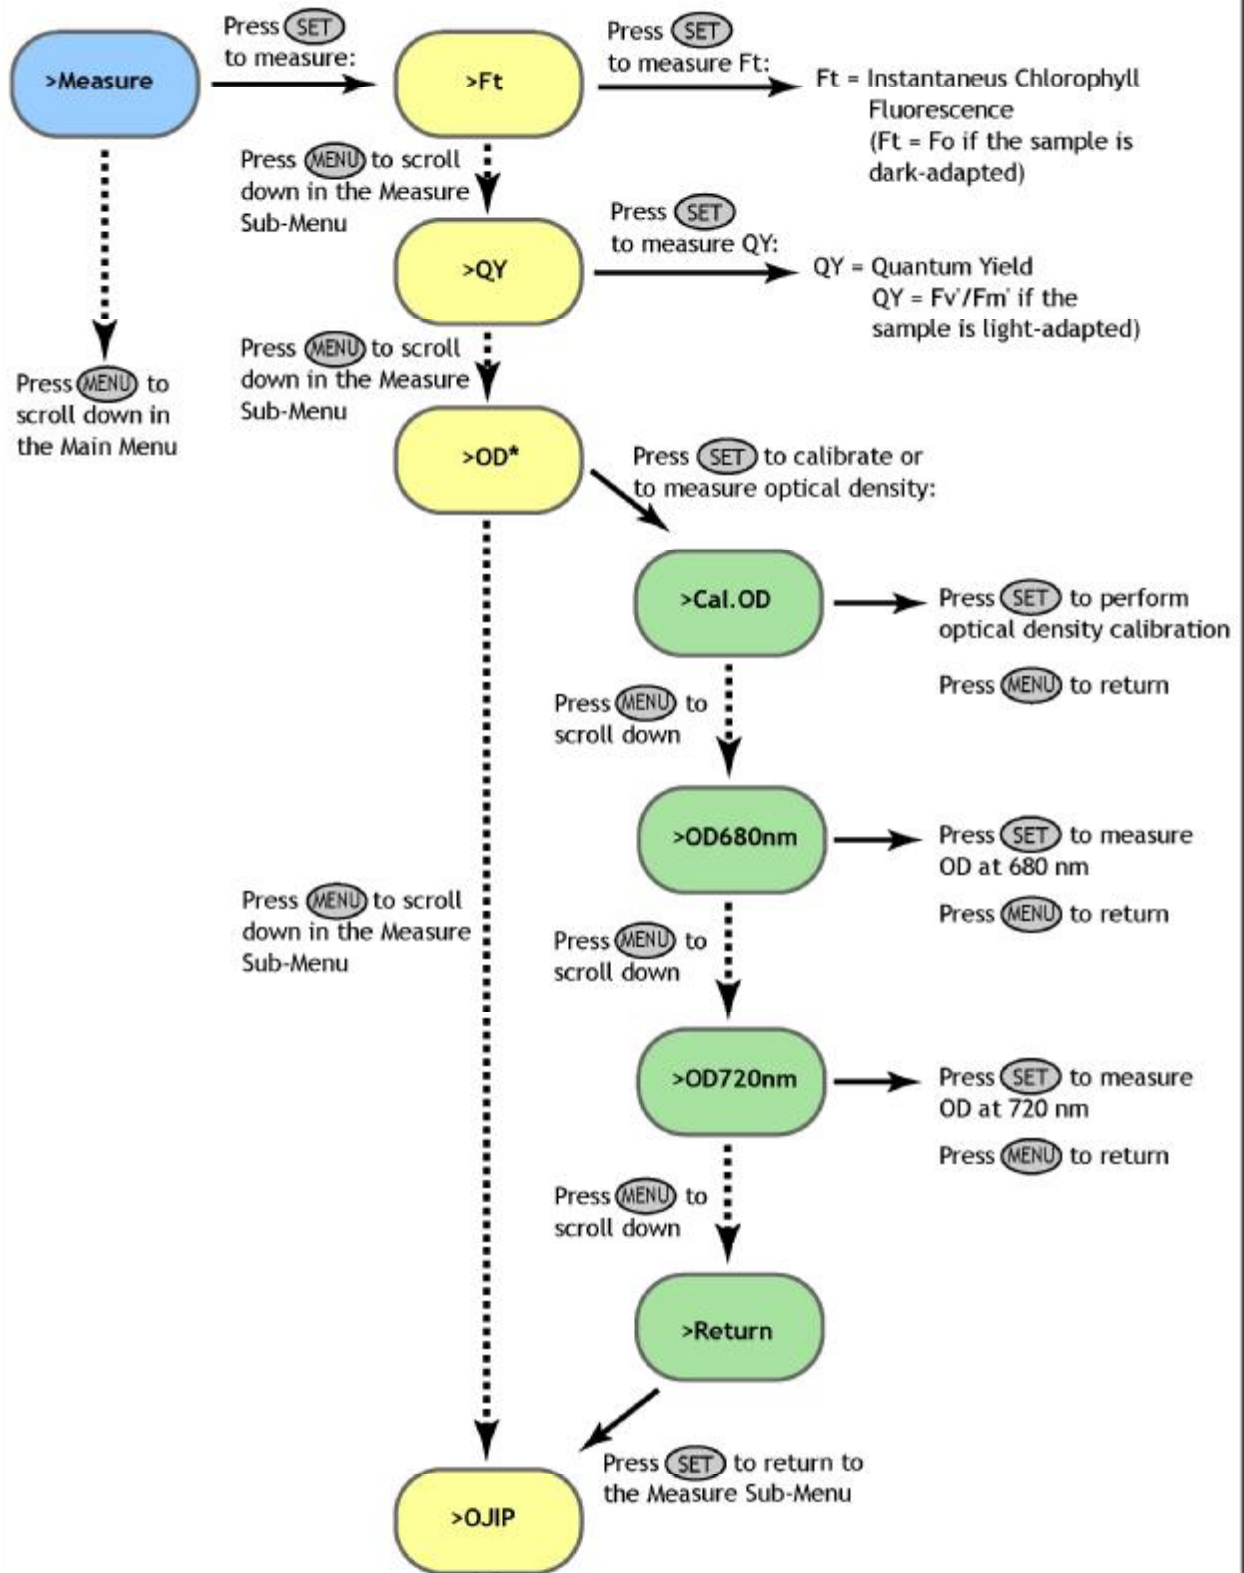 >Measure
Press SET
to measure:
>Ft
Press SET
to measure Ft:
Ft = Instantaneus Chlorophyll
Fluorescence
(Ft = Fo if the sample is
dark-adapted)
Press MENU to scroll
down in the Measure
Sub-Menu
Press MENU to
scroll down in
the Main Menu
>QY
Press SET
to measure QY:
QY = Quantum Yield
QY = Fv'/Fm' if the
sample is light-adapted)
Press MENU to scroll
down in the Measure
Sub-Menu
>OD*
Press SET to calibrate or
to measure optical density:
>Cal.OD
Press SET to perform
optical density calibration
Press MENU to return
Press MENU to
scroll down
>OD680nm
Press SET to measure
OD at 680 nm
Press MENU to return
Press MENU to scroll
down in the Measure
Sub-Menu
Press MENU to
scroll down
>OD720nm
Press SET to measure
OD at 720 nm
Press MENU to return
Press MENU to
scroll down
>Return
Press SET to return to
the Measure Sub-Menu
>OJIP